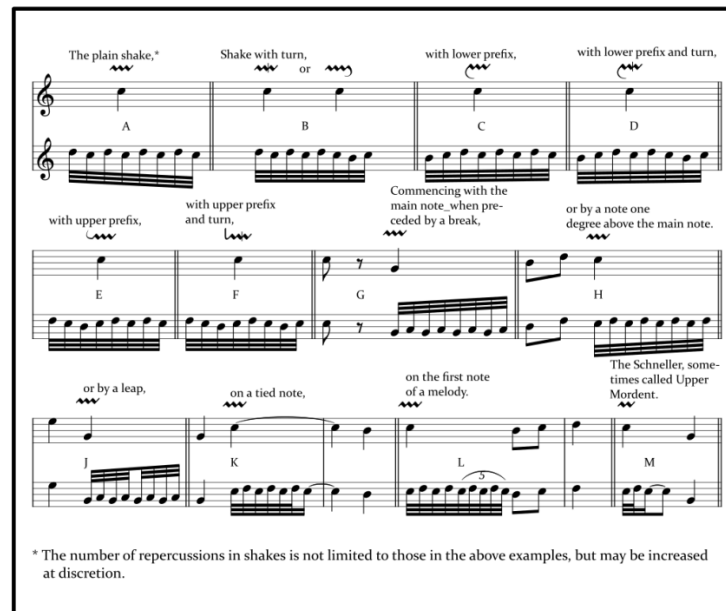 The plain shake,*
Shake with turn,
or
with lower prefix,
with lower prefix and turn,
A
B
C
D
with upper prefix,
with upper prefix
and turn,
Commencing with the
main note_when pre-
ceded by a break,
or by a note one
degree above the main note.
E
F
G
H
or by a leap,
on a tied note,
on the first note
of a melody.
The Schneller, some-
times called Upper
Mordent.
J
K
L
5
M
* The number of repercussions in shakes is not limited to those in the above examples, but may be increased
at discretion.